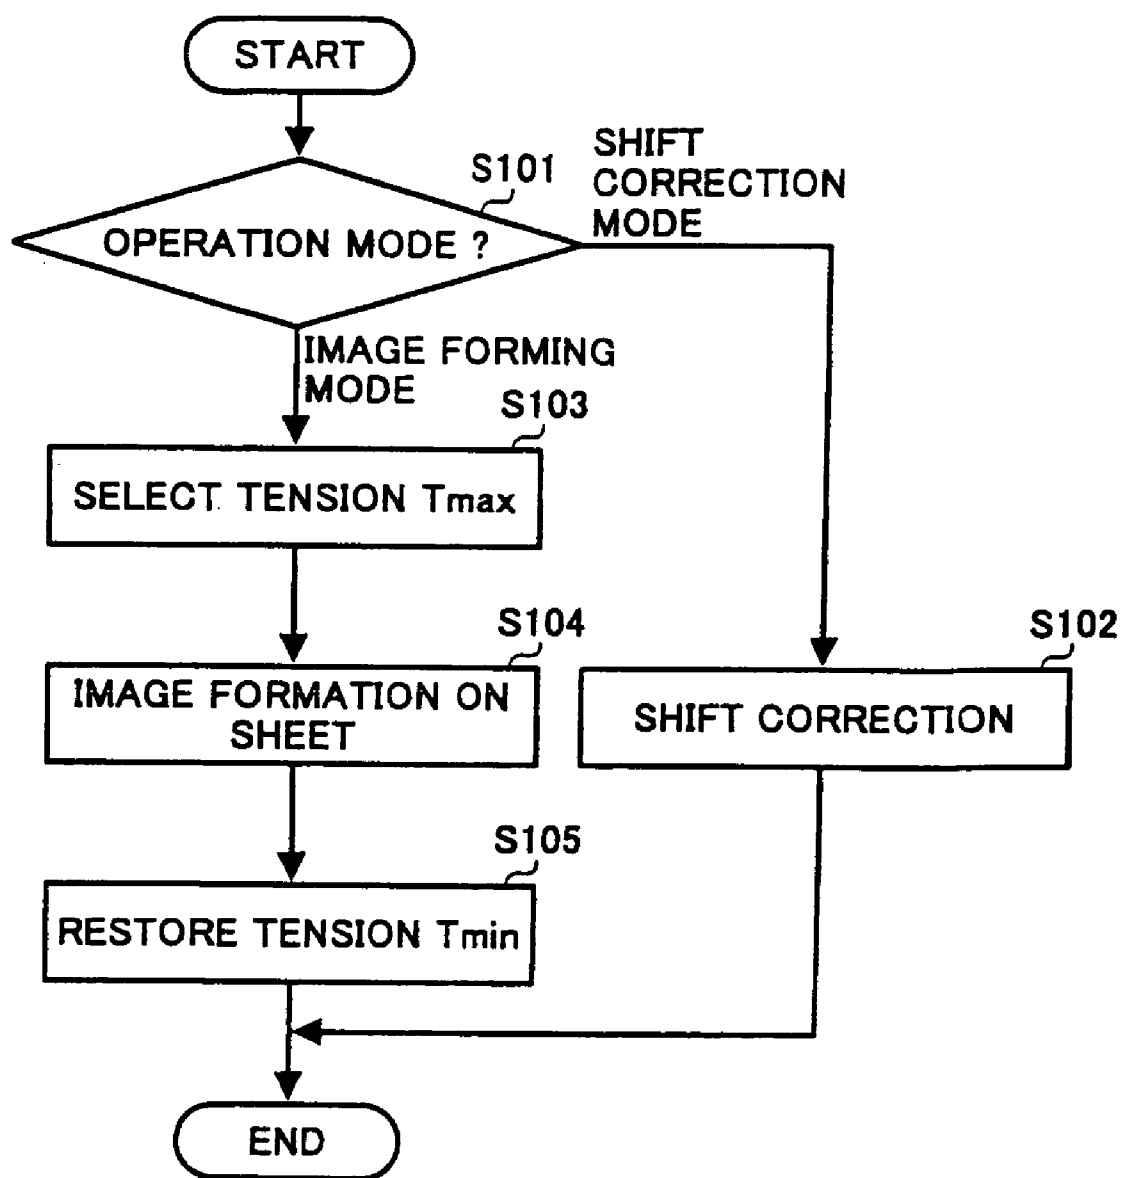 START
S101
SHIFT
CORRECTION
MODE
OPERATION MODE ?
IMAGE FORMING
MODE
S103
SELECT TENSION Tmax
S104
IMAGE FORMATION ON
SHEET
S102
SHIFT CORRECTION
S105
RESTORE TENSION Tmin
END